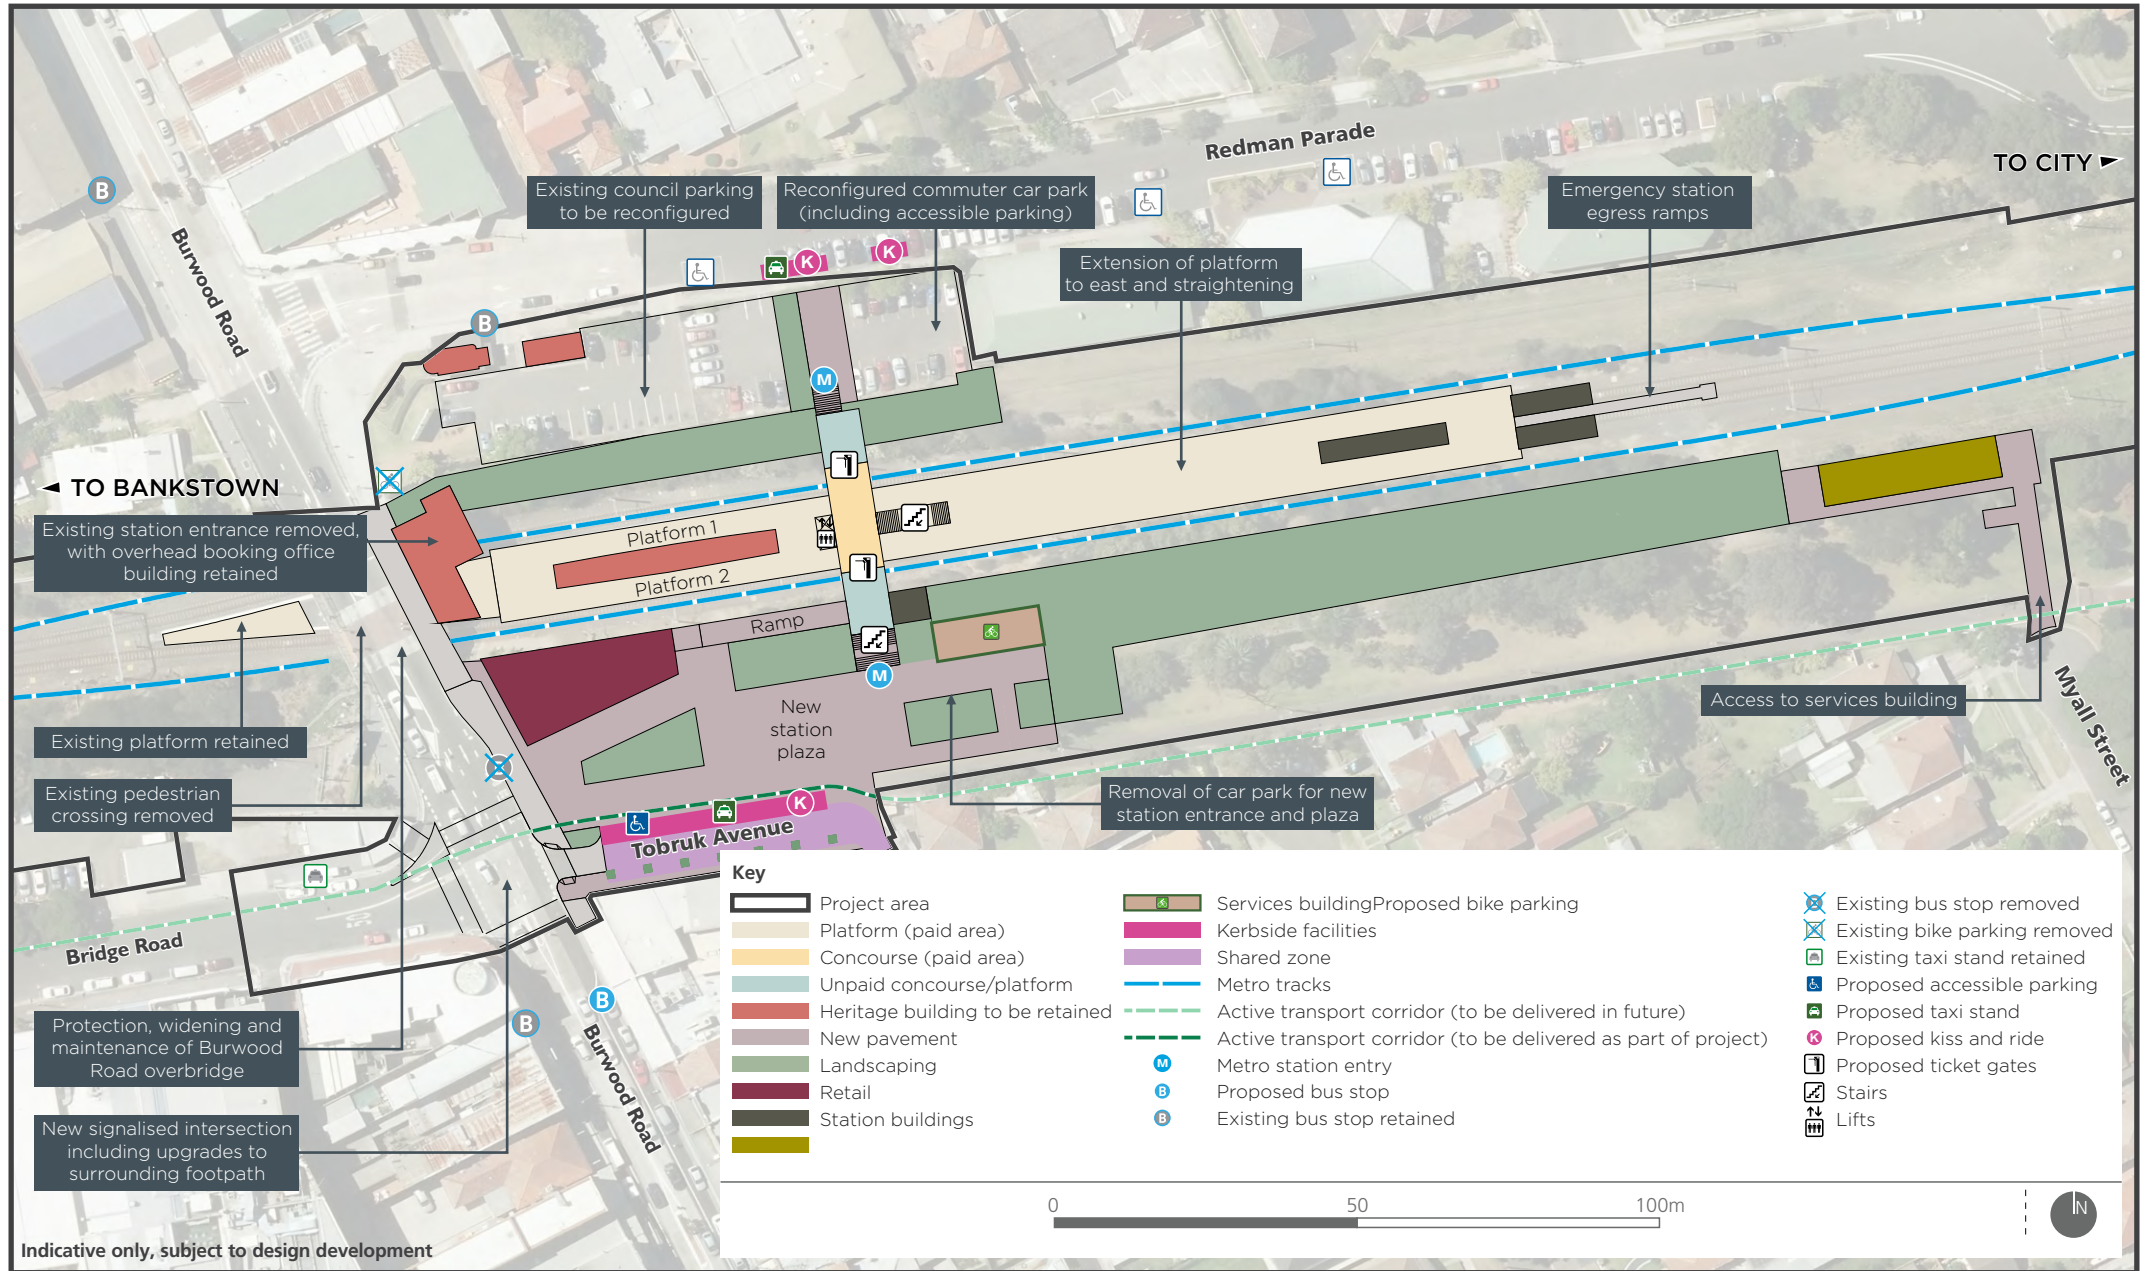 Redman Parade
TO CITY
Existing council parking
to be reconfigured
Reconfigured commuter car park
(including accessible parking)
Emergency station
egress ramps
B
Burwood Road
Extension of platform
to east and straightening
K
K
B
M
TO BANKSTOWN
Existing station entrance removed,
with overhead booking office
building retained
Platform 1
Platform 2
Ramp
M
New
station
plaza
Existing platform retained
Access to services building
Myall Street
Existing pedestrian
crossing removed
Removal of car park for new
station entrance and plaza
K
Tobruk Avenue
Bridge Road
B
B
Burwood Road
Protection, widening and
maintenance of Burwood
Road overbridge
New signalised intersection
including upgrades to
surrounding footpath
Key
Project area
Platform (paid area)
Concourse (paid area)
Unpaid concourse/platform
Heritage building to be retained
New pavement
Landscaping
Retail
Station buildings
Services buildingProposed bike parking
Kerbside facilities
Shared zone
Metro tracks
Active transport corridor (to be delivered in future)
Active transport corridor (to be delivered as part of project)
M Metro station entry
B Proposed bus stop
B Existing bus stop retained
Existing bus stop removed
Existing bike parking removed
Existing taxi stand retained
Proposed accessible parking
Proposed taxi stand
K Proposed kiss and ride
Proposed ticket gates
Stairs
Lifts
0 50 100m
N
Indicative only, subject to design development